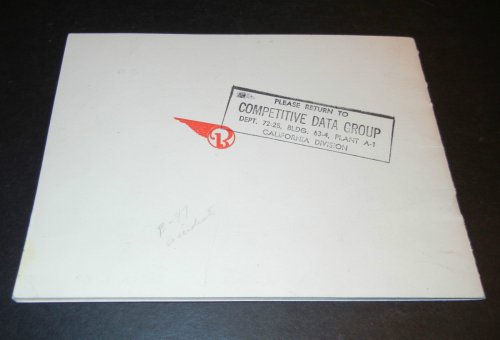 PLEASE RETURN TO
COMPETITIVE DATA GROUP
DEPT. 72-25, BLDG. 63-4, PLANT A-1
CALIFORNIA DIVISION
B